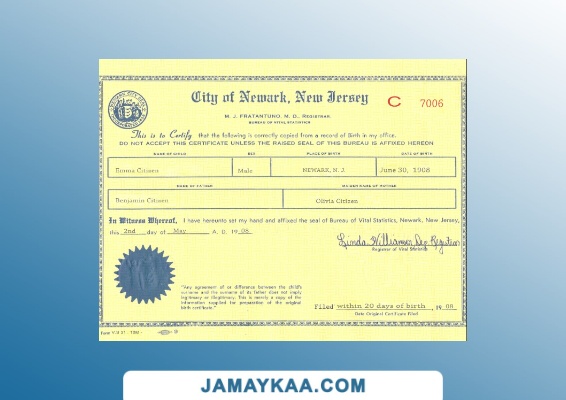 City of Newark, New Jersey
C 7006
M. J. FRATANTUNO, M. D., REGISTRAR
BUREAU OF VITAL STATISTICS
This is to Certify that the following is correctly copied from a record of Birth in my office.
DO NOT ACCEPT THIS CERTIFICATE UNLESS THE RAISED SEAL OF THIS BUREAU IS AFFIXED HEREON
NAME OF CHILD SEX PLACE OF BIRTH DATE OF BIRTH
Citizen Male NEWARK, N. J. June 30, 1908
NAME OF FATHER MAIDEN NAME OF MOTHER
Benjamin Citizen Olivia Citizen
In Witness Whereof, I have hereunto set my hand and affixed the seal of Bureau of Vital Statistics, Newark, New Jersey,
this 2nd day of May A. D. 19 08.
Linda Williamson Dep Registrar
Registrar of Vital Statistics
"Any agreement of or difference between the child's
surname and the surname of its father does not imply
legitimacy or illegitimacy. This is merely a copy of the
information supplied for preparation of the original
birth certificate."
Filed within 20 days of birth , 19 08
Date Original Certificate Filed
JAMAYKAA.COM